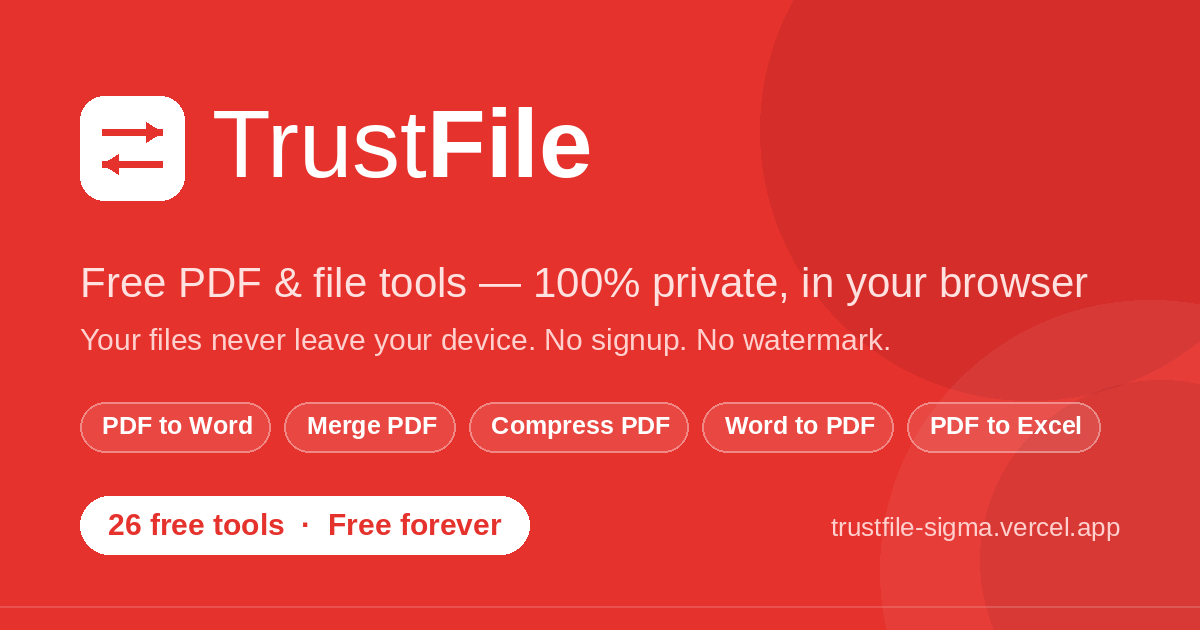 TrustFile
Free PDF & file tools — 100% private, in your browser
Your files never leave your device. No signup. No watermark.
PDF to Word Merge PDF Compress PDF Word to PDF PDF to Excel
26 free tools · Free forever
trustfile-sigma.vercel.app